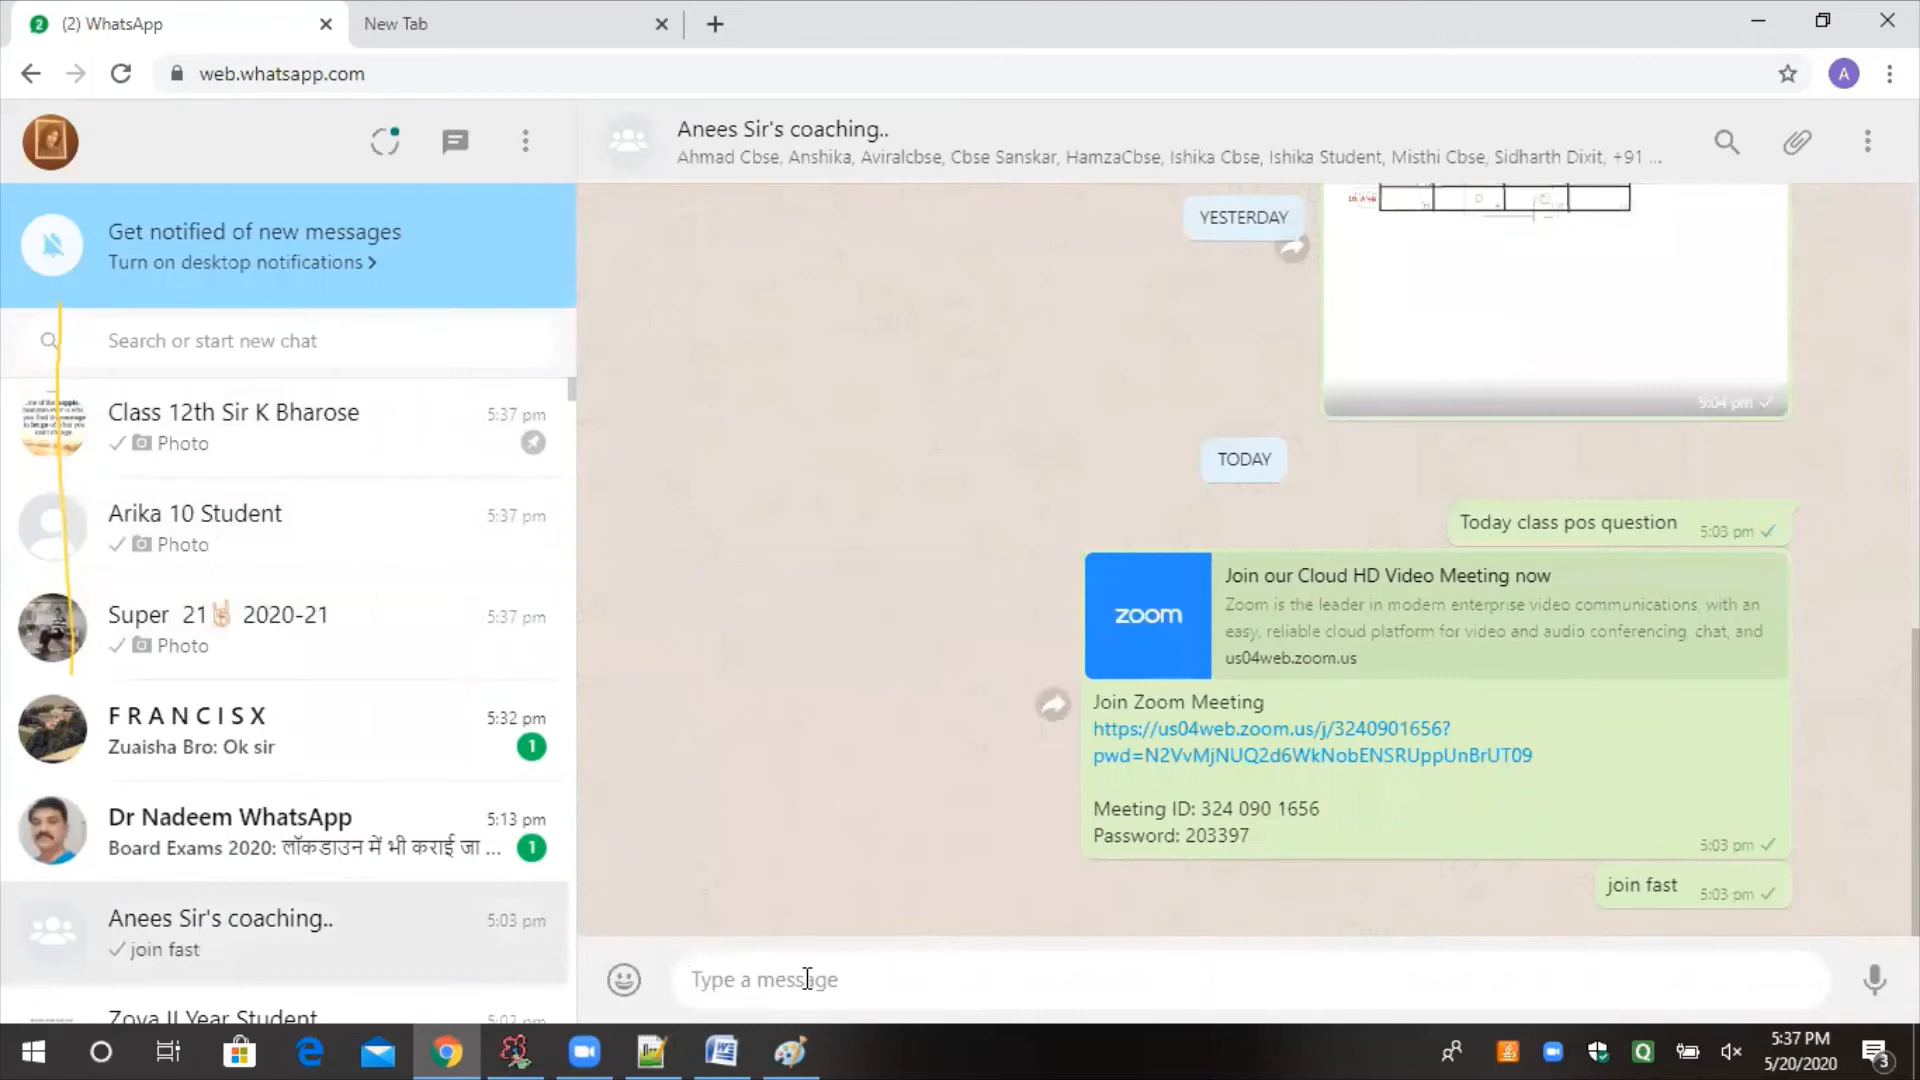 (2) WhatsApp
New Tab
web.whatsapp.com
A
Anees Sir's coaching..
Ahmad Cbse, Anshika, Aviralcbse, Cbse Sanskar, HamzaCbse, Ishika Cbse, Ishika Student, Misthi Cbse, Sidharth Dixit, +91 ...
Get notified of new messages
Turn on desktop notifications >
Search or start new chat
Class 12th Sir K Bharose
5:37 pm
Photo
Arika 10 Student
5:37 pm
Photo
Super 21🤘🏻 2020-21
5:37 pm
Photo
F R A N C I S X
5:32 pm
Zuaisha Bro: Ok sir
1
Dr Nadeem WhatsApp
5:13 pm
Board Exams 2020: लॉकडाउन में भी कराई जा ...
1
Anees Sir's coaching..
5:03 pm
join fast
Zoya II Year Student
5:02 pm
YESTERDAY
5:04 pm
TODAY
Today class pos question
5:03 pm
zoom
Join our Cloud HD Video Meeting now
Zoom is the leader in modern enterprise video communications, with an
easy, reliable cloud platform for video and audio conferencing, chat, and
us04web.zoom.us
Join Zoom Meeting
https://us04web.zoom.us/j/3240901656?
pwd=N2VvMjNUQ2d6WkNobENSRUppUnBrUT09
Meeting ID: 324 090 1656
Password: 203397
5:03 pm
join fast
5:03 pm
Type a message
5:37 PM
5/20/2020
3